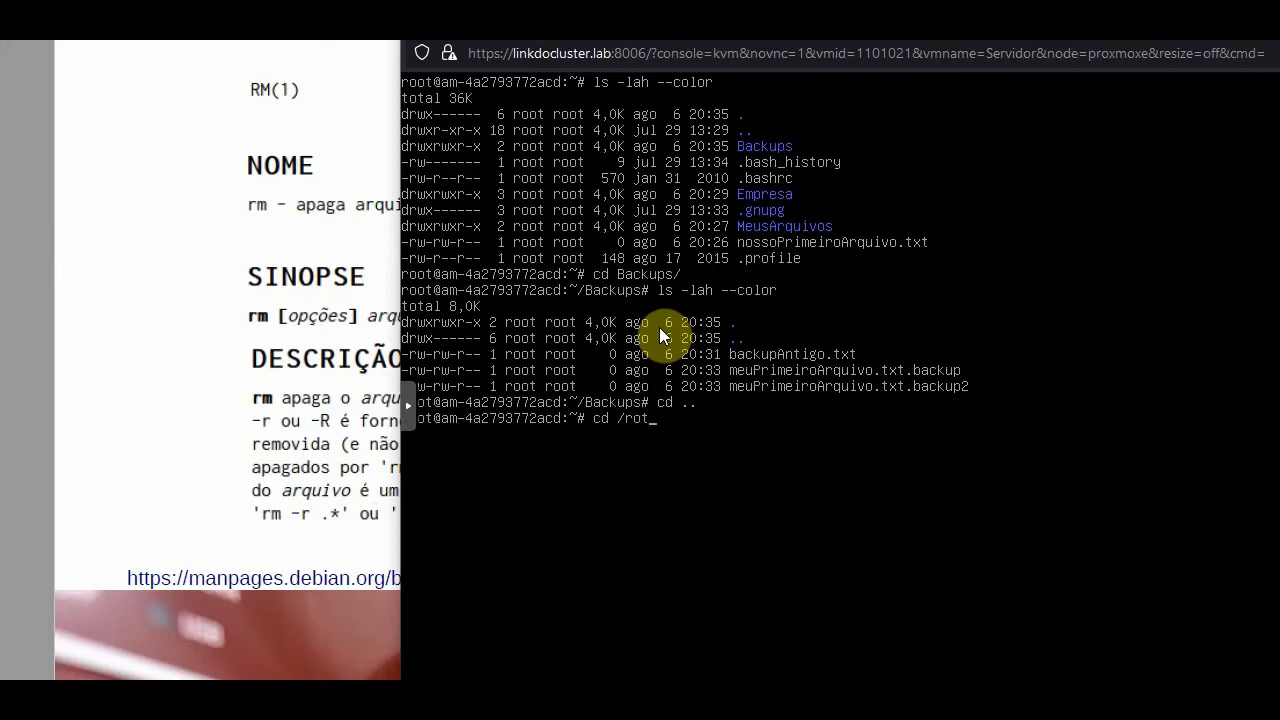 RM(1)
NOME
rm - apaga arqui
SINOPSE
rm [opções] arqu
DESCRIÇÃO
rm apaga o arqu
-r ou -R é forn
removida (e não
apagados por 'r
do arquivo é um
'rm -r .*' ou '
https://manpages.debian.org/b
https://linkdocluster.lab:8006/?console=kvm&novnc=1&vmid=1101021&vmname=Servidor&node=proxmoxe&resize=off&cmd=
root@am-4a2793772acd:~# ls -lah --color
total 36K
drwx------ 6 root root 4,0K ago 6 20:35 .
drwxr-xr-x 18 root root 4,0K jul 29 13:29 ..
drwxrwxr-x 2 root root 4,0K ago 6 20:35 Backups
-rw------- 1 root root 9 jul 29 13:34 .bash_history
-rw-r--r-- 1 root root 570 jan 31 2010 .bashrc
drwxrwxr-x 3 root root 4,0K ago 6 20:29 Empresa
drwx------ 3 root root 4,0K jul 29 13:33 .gnupg
drwxrwxr-x 2 root root 4,0K ago 6 20:27 MeusArquivos
-rw-rw-r-- 1 root root 0 ago 6 20:26 nossoPrimeiroArquivo.txt
-rw-r--r-- 1 root root 148 ago 17 2015 .profile
root@am-4a2793772acd:~# cd Backups/
root@am-4a2793772acd:~/Backups# ls -lah --color
total 8,0K
drwxrwxr-x 2 root root 4,0K ago 6 20:35 .
drwx------ 6 root root 4,0K ago 6 20:35 ..
-rw-rw-r-- 1 root root 0 ago 6 20:31 backupAntigo.txt
-rw-rw-r-- 1 root root 0 ago 6 20:33 meuPrimeiroArquivo.txt.backup
-rw-rw-r-- 1 root root 0 ago 6 20:33 meuPrimeiroArquivo.txt.backup2
ot@am-4a2793772acd:~/Backups# cd ..
ot@am-4a2793772acd:~# cd /rot_